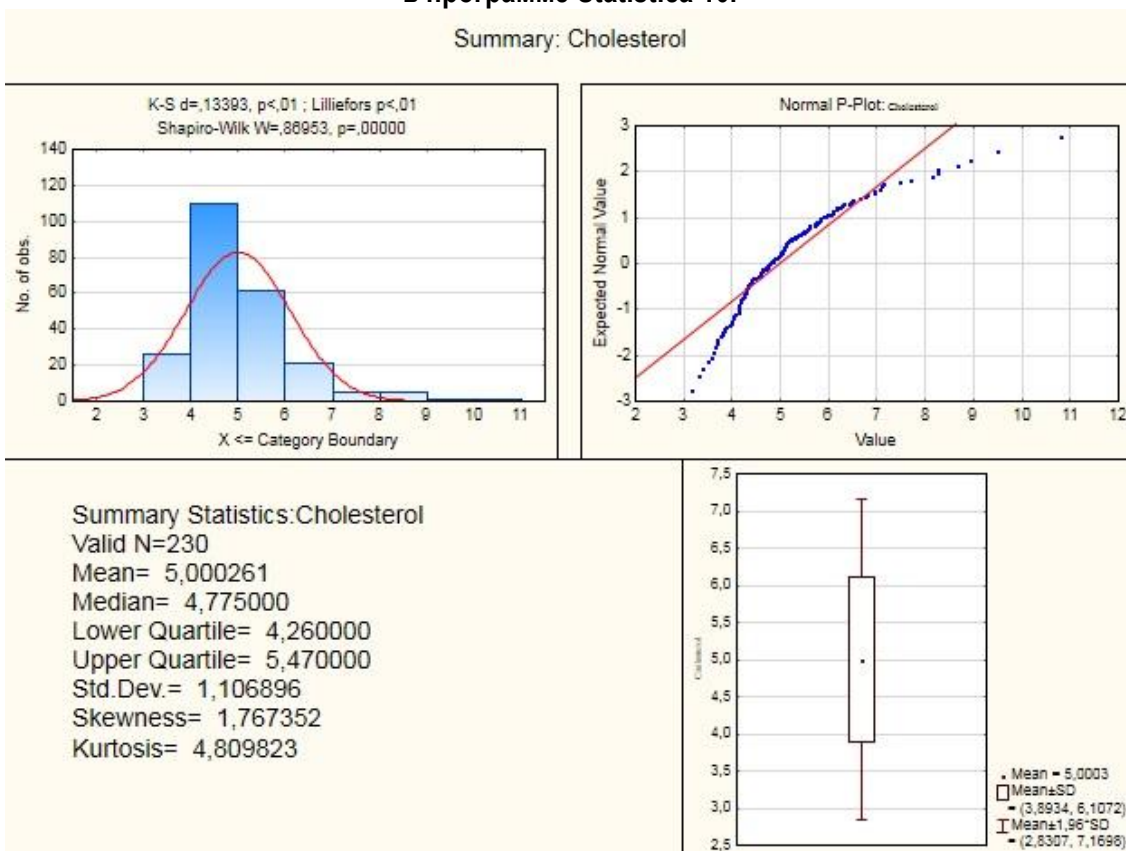 Summary: Cholesterol
K-S d=,13393, p<,01 ; Lilliefors p<,01
Shapiro-Wilk W=,86953, p=,00000
140
120
100
80
60
40
20
0
2 3 4 5 6 7 8 9 10 11
No. of obs.
X <= Category Boundary
Normal P-Plot: Cholesterol
3
2
1
0
-1
-2
-3
2 3 4 5 6 7 8 9 10 11 12
Expected Normal Value
Value
Summary Statistics:Cholesterol
Valid N=230
Mean= 5,000261
Median= 4,775000
Lower Quartile= 4,260000
Upper Quartile= 5,470000
Std.Dev.= 1,106896
Skewness= 1,767352
Kurtosis= 4,809823
7,5
7,0
6,5
6,0
5,5
5,0
4,5
4,0
3,5
3,0
2,5
Cholesterol
Mean = 5,0003
Mean±SD
= (3,8934, 6,1072)
Mean±1,96*SD
= (2,8307, 7,1698)